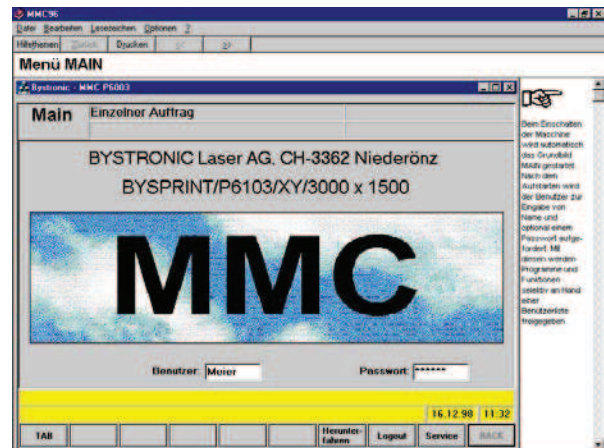 MMC96
Datei Bearbeiten Lesezeichen Optionen ?
Hilfethemen Zurück Drucken << >>
Menü MAIN
Bystronic - MMC P6003
Main Einzelner Auftrag
BYSTRONIC Laser AG, CH-3362 Niederönz
BYSPRINT/P6103/XY/3000 x 1500
MMC
Benutzer: Meier Passwort: ******
16.12.98 11:32
TAB Herunter-
fahren Logout Service BACK
Beim Einschalten
der Maschine
wird automatisch
das Grundbild
MAIN gestartet.
Nach dem
Aufstarten wird
der Benutzer zur
Eingabe von
Name und
optional einem
Passwort aufge-
fordert. Mit
diesen werden
Programme und
Funktionen
selektiv an Hand
einer
Benutzerliste
freigegeben.